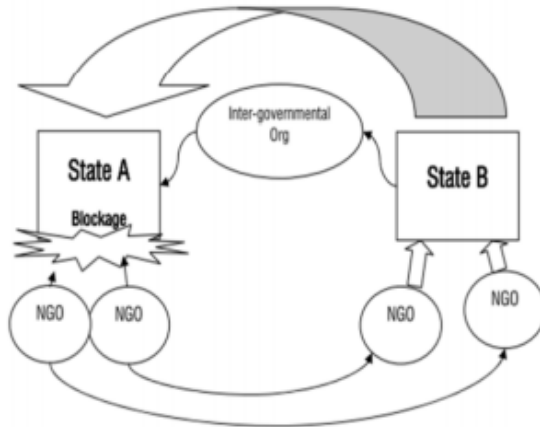 Inter-governmental
Org
State A
State B
Blockage
NGO
NGO
NGO
NGO